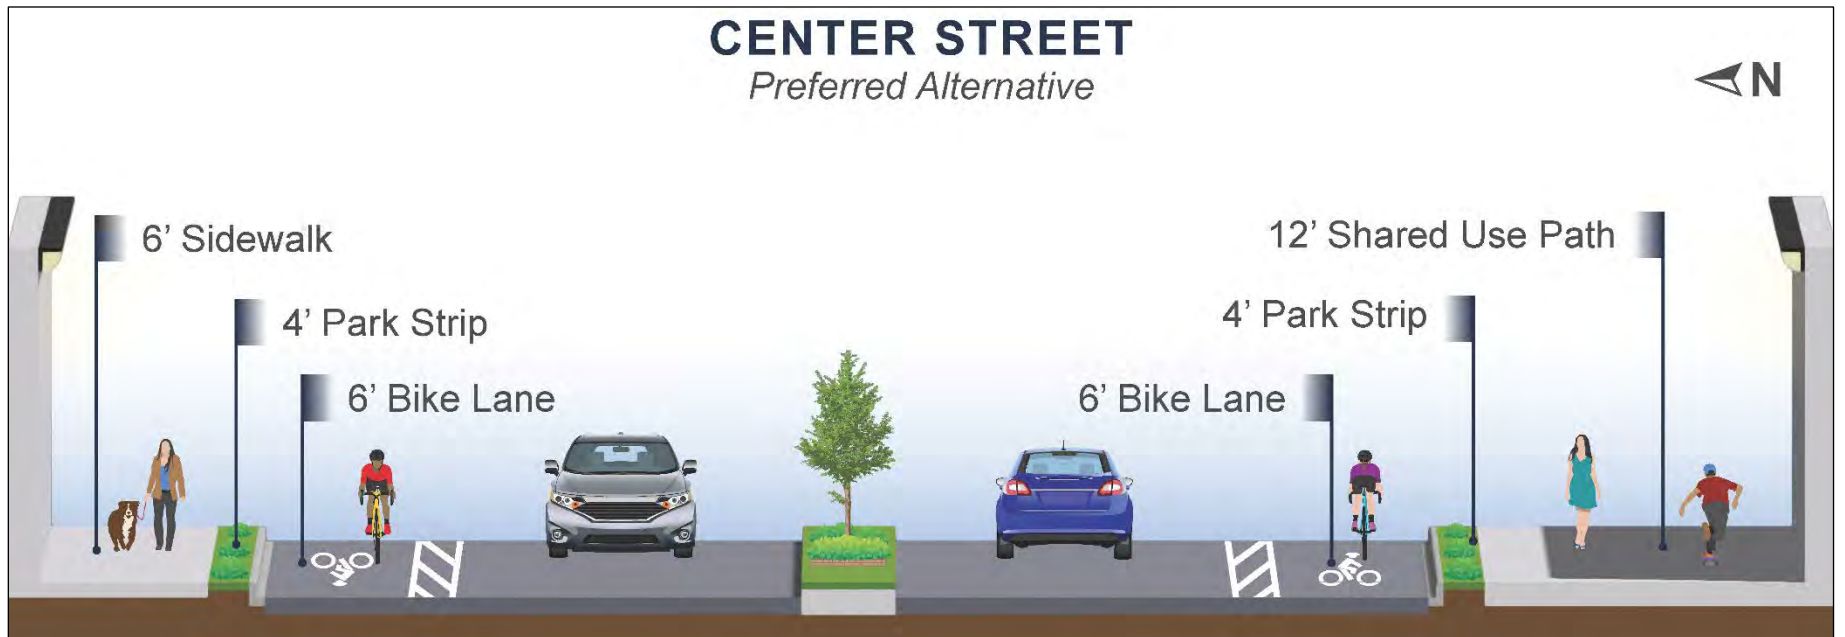 CENTER STREET
Preferred Alternative
N
6’ Sidewalk
12’ Shared Use Path
4’ Park Strip
4’ Park Strip
6’ Bike Lane
6’ Bike Lane